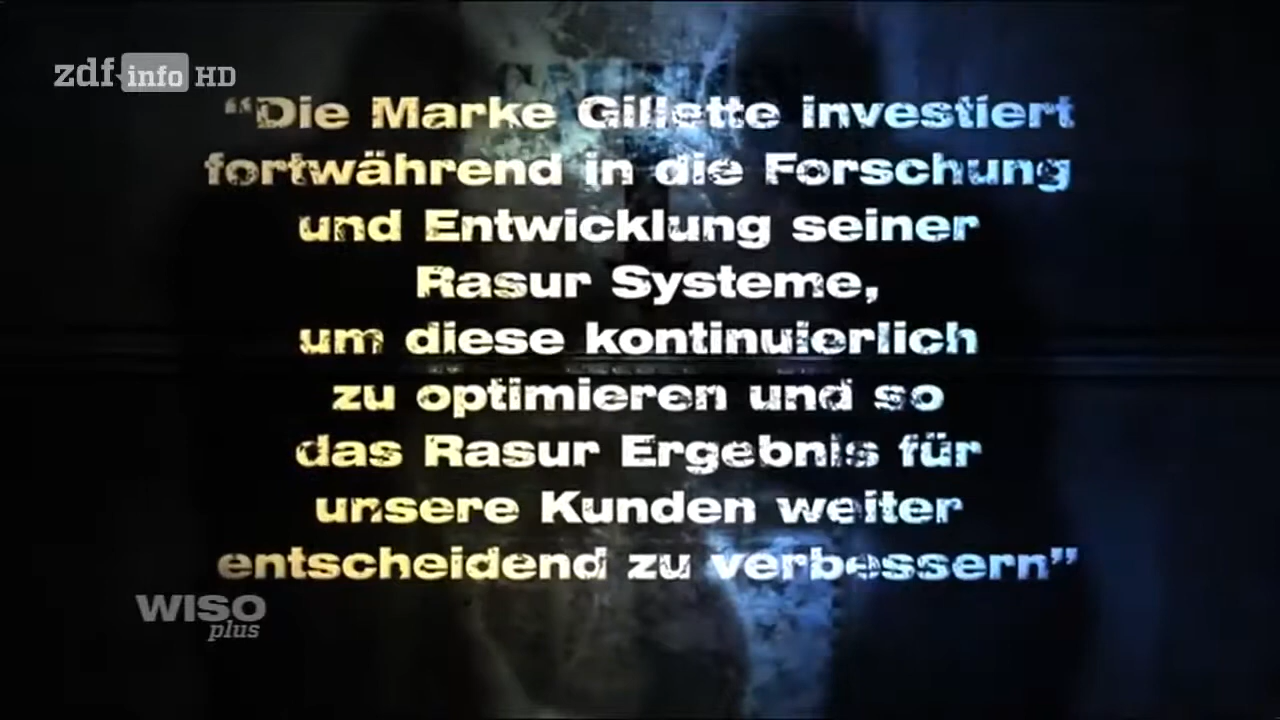 zdf info HD
“Die Marke Gillette investiert
fortwährend in die Forschung
und Entwicklung seiner
Rasur Systeme,
um diese kontinuierlich
zu optimieren und so
das Rasur Ergebnis für
unsere Kunden weiter
entscheidend zu verbessern”
WISO
plus